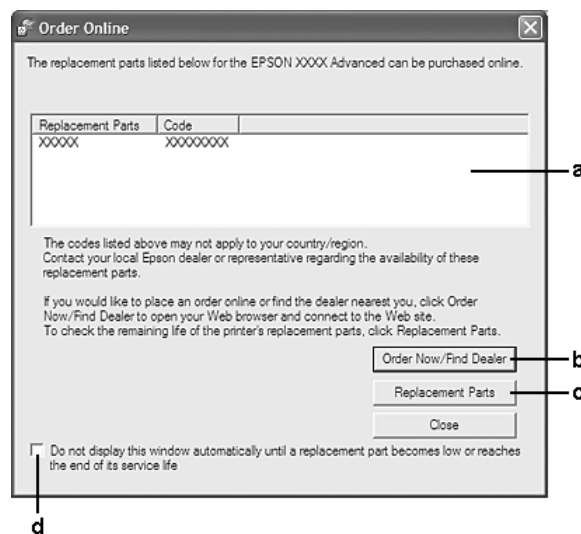 Order Online
The replacement parts listed below for the EPSON XXXX Advanced can be purchased online.
Replacement Parts Code
XXXXX XXXXXXXX
a
The codes listed above may not apply to your country/region.
Contact your local Epson dealer or representative regarding the availability of these
replacement parts.
If you would like to place an order online or find the dealer nearest you, click Order
Now/Find Dealer to open your Web browser and connect to the Web site.
To check the remaining life of the printer's replacement parts, click Replacement Parts.
Order Now/Find Dealer
b
Replacement Parts
c
Close
Do not display this window automatically until a replacement part becomes low or reaches
the end of its service life
d